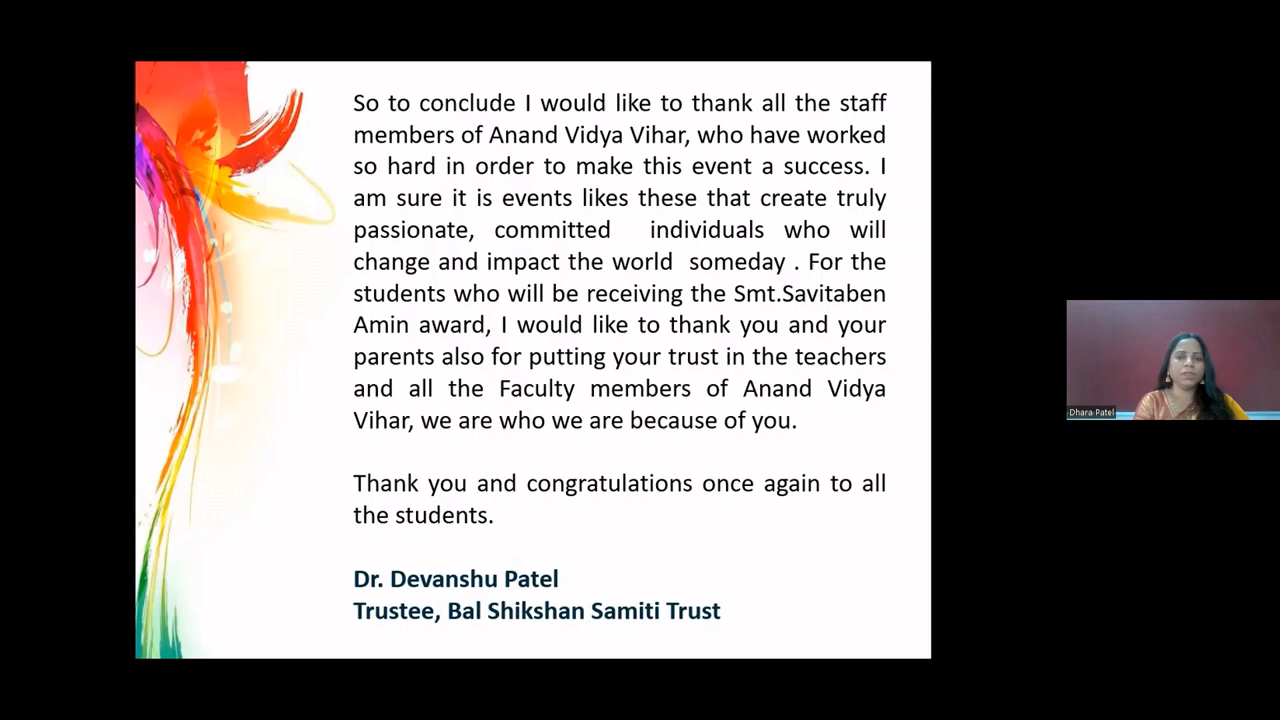 So to conclude I would like to thank all the staff
members of Anand Vidya Vihar, who have worked
so hard in order to make this event a success. I
am sure it is events likes these that create truly
passionate, committed individuals who will
change and impact the world someday . For the
students who will be receiving the Smt.Savitaben
Amin award, I would like to thank you and your
parents also for putting your trust in the teachers
and all the Faculty members of Anand Vidya
Vihar, we are who we are because of you.
Thank you and congratulations once again to all
the students.
Dr. Devanshu Patel
Trustee, Bal Shikshan Samiti Trust
Dhara Patel